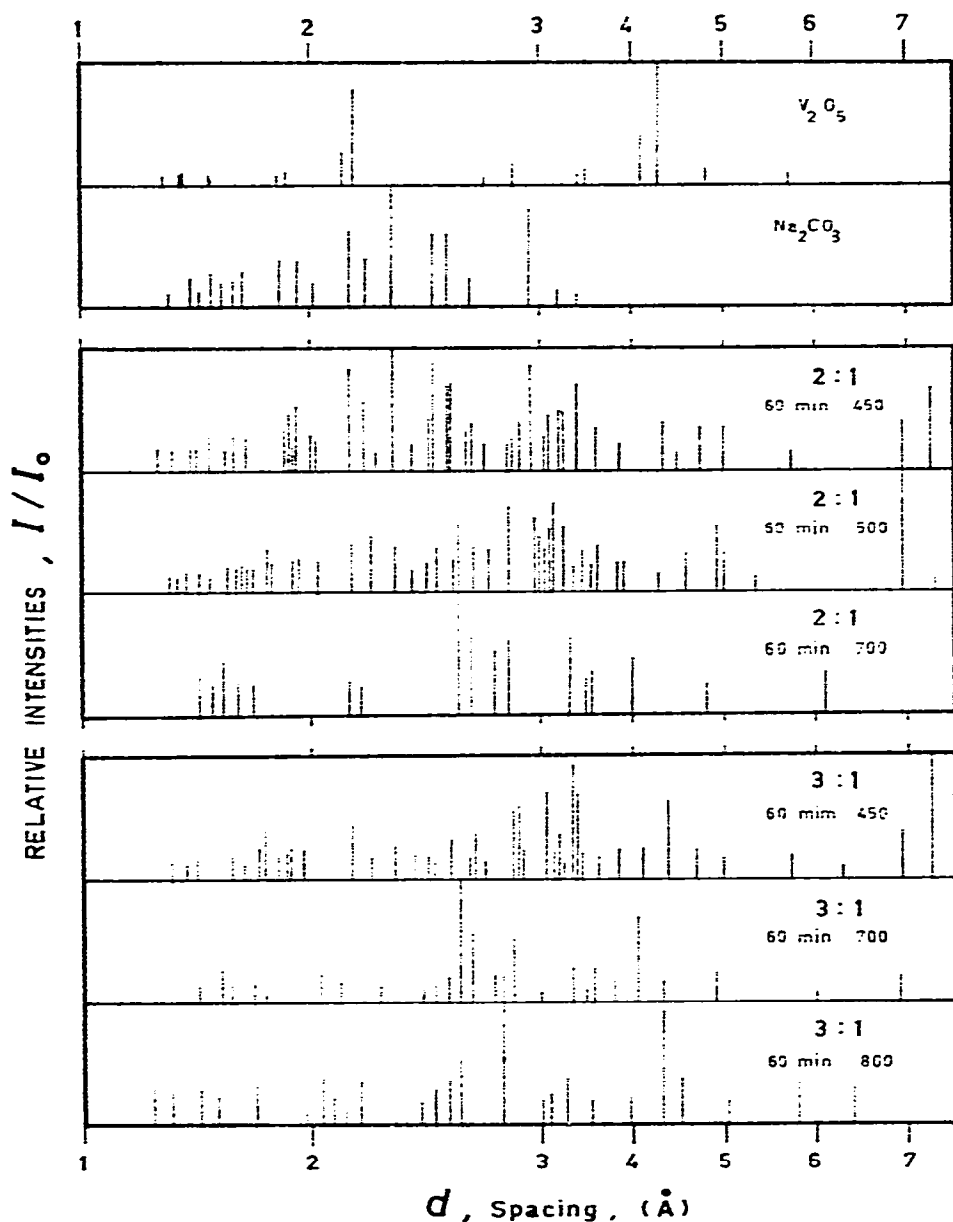 1 2 3 4 5 6 7
V2O5
Na2CO3
2:1
60 min 450
2:1
60 min 500
2:1
60 min 700
3:1
60 mim 450
3:1
60 min 700
3:1
60 min 800
1 2 3 4 5 6 7
d, Spacing, (Å)
RELATIVE INTENSITIES, I/Io